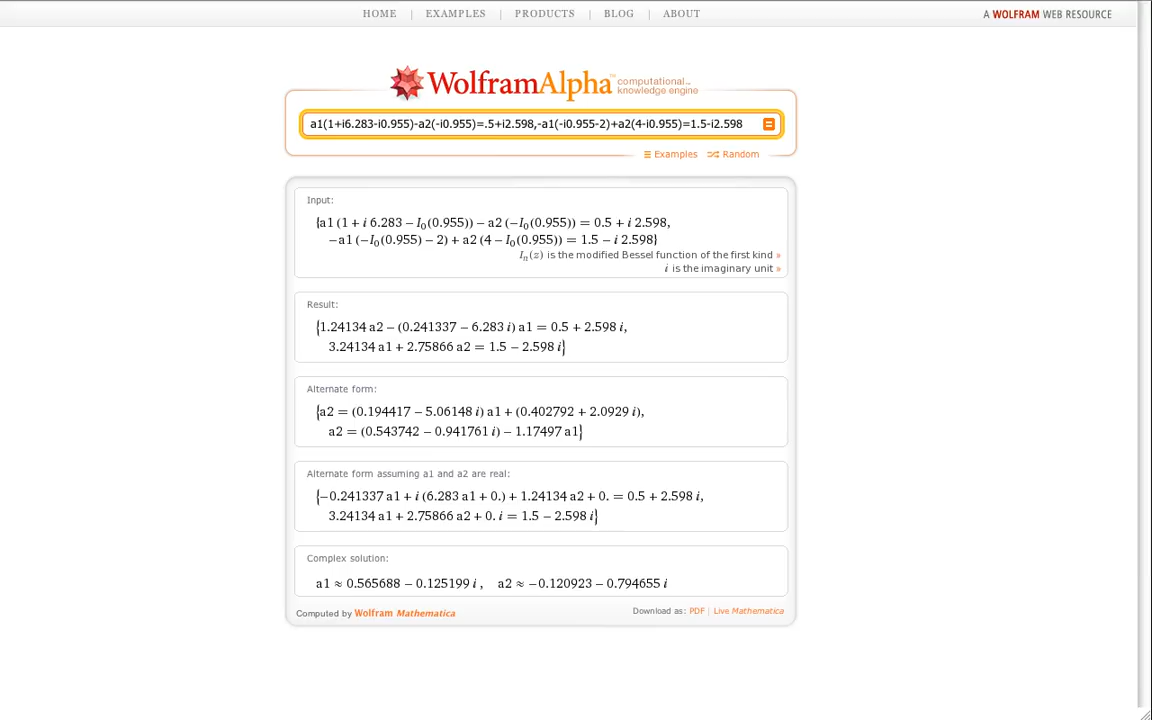 HOME | EXAMPLES | PRODUCTS | BLOG | ABOUT
A WOLFRAM WEB RESOURCE
WolframAlpha™ computational... knowledge engine
a1(1+i6.283-i0.955)-a2(-i0.955)=.5+i2.598,-a1(-i0.955-2)+a2(4-i0.955)=1.5-i2.598
Examples Random
Input:
{a1 (1 + i 6.283 − I₀(0.955)) − a2 (−I₀(0.955)) = 0.5 + i 2.598,
−a1 (−I₀(0.955) − 2) + a2 (4 − I₀(0.955)) = 1.5 − i 2.598}
Iₙ(z) is the modified Bessel function of the first kind »
i is the imaginary unit »
Result:
{1.24134 a2 − (0.241337 − 6.283 i) a1 = 0.5 + 2.598 i,
3.24134 a1 + 2.75866 a2 = 1.5 − 2.598 i}
Alternate form:
{a2 = (0.194417 − 5.06148 i) a1 + (0.402792 + 2.0929 i),
a2 = (0.543742 − 0.941761 i) − 1.17497 a1}
Alternate form assuming a1 and a2 are real:
{−0.241337 a1 + i (6.283 a1 + 0.) + 1.24134 a2 + 0. = 0.5 + 2.598 i,
3.24134 a1 + 2.75866 a2 + 0. i = 1.5 − 2.598 i}
Complex solution:
a1 ≈ 0.565688 − 0.125199 i , a2 ≈ −0.120923 − 0.794655 i
Computed by Wolfram Mathematica
Download as: PDF | Live Mathematica